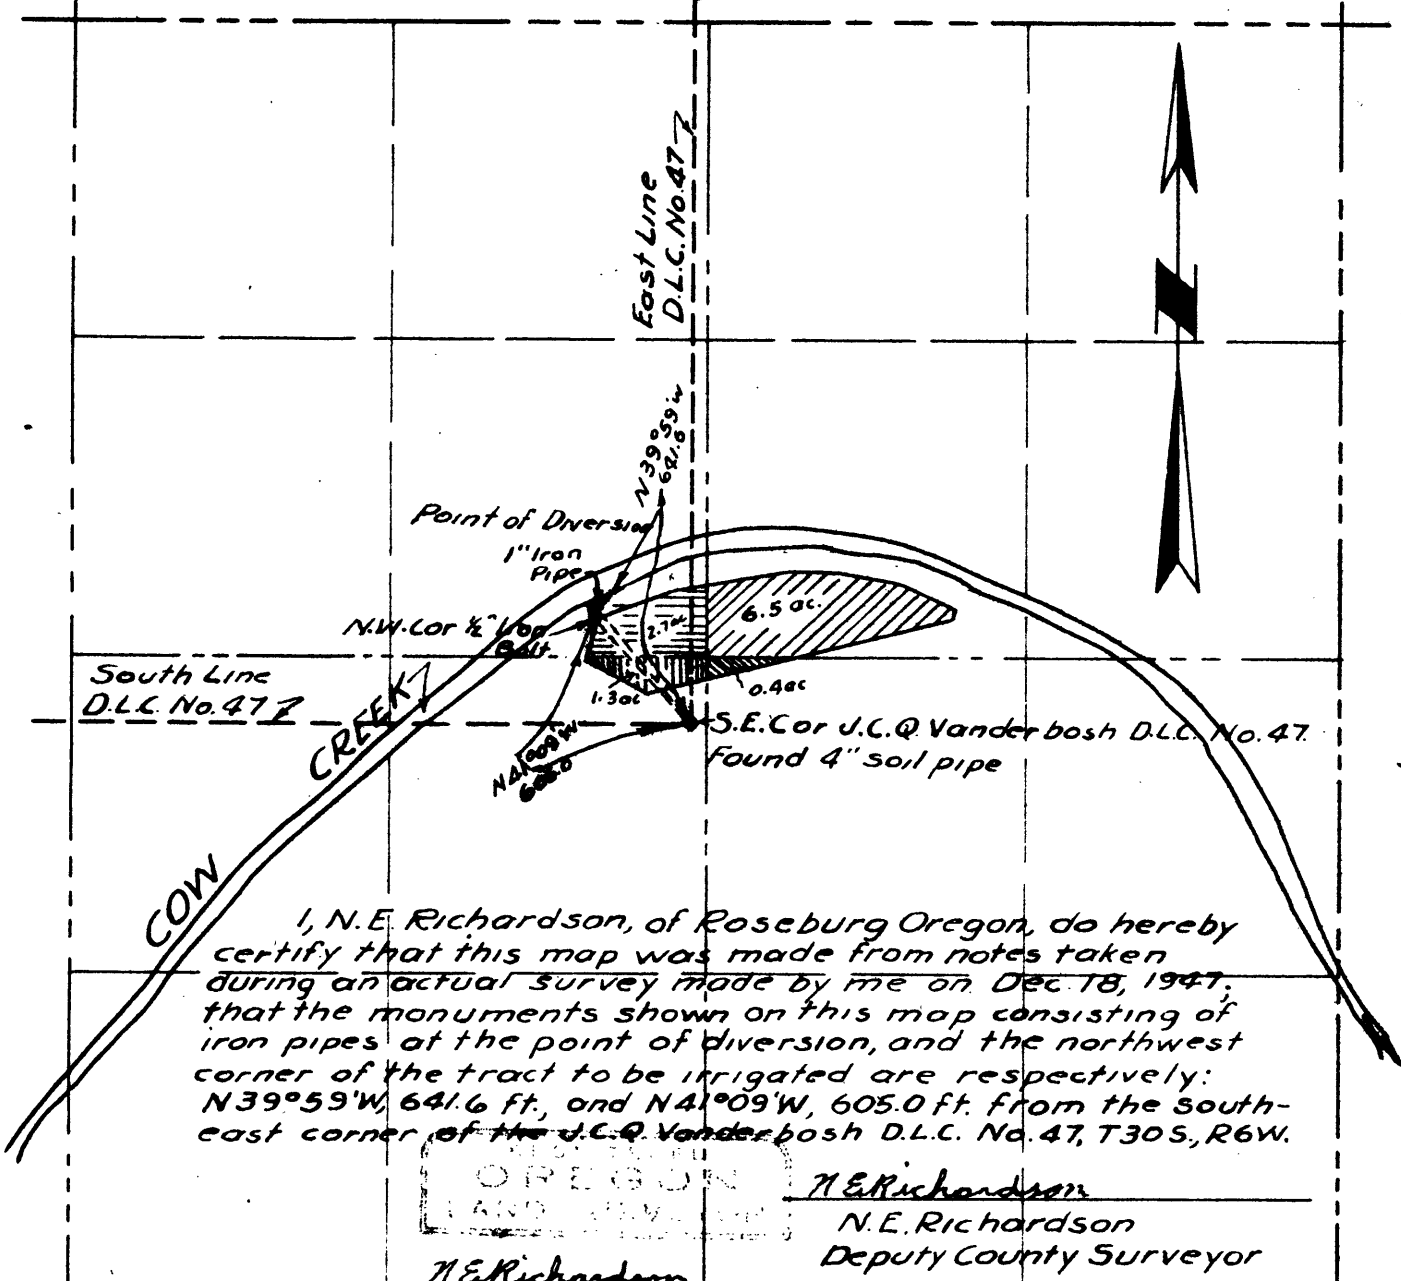 East Line
D.L.C. No. 47
N
N39°59'W
641.6
Point of Diversion
1" Iron
Pipe
N.W. Cor ½" Iron
Bolt
2.7ac
6.5 ac.
1.3ac
0.4ac
South Line
D.L.C. No. 47
COW CREEK
N41°09'W
605.0
S.E. Cor J.C.Q. Vanderbosh D.L.C. No. 47.
Found 4" soil pipe
I, N.E. Richardson, of Roseburg Oregon, do hereby
certify that this map was made from notes taken
during an actual survey made by me on Dec. 18, 1947;
that the monuments shown on this map consisting of
iron pipes at the point of diversion, and the northwest
corner of the tract to be irrigated are respectively:
N39°59'W, 641.6 ft., and N41°09'W, 605.0 ft. from the south-
east corner of the J.C.Q. Vanderbosh D.L.C. No. 47, T30S., R6W.
OREGON
LAND
N E Richardson
N.E. Richardson
Deputy County Surveyor
N E Richardson